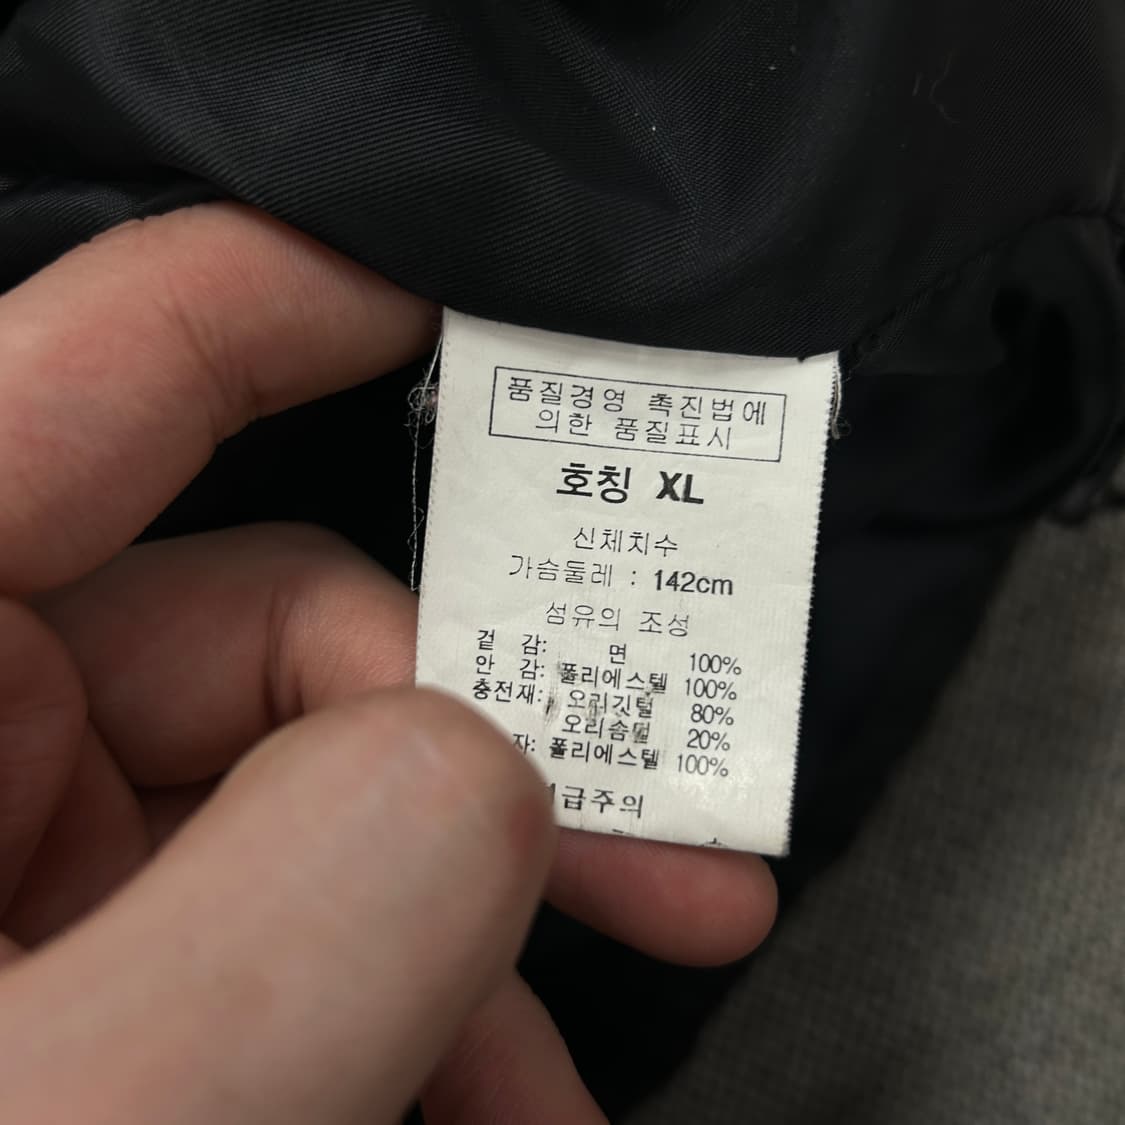 품질경영 촉진법에
의한 품질표시
호칭 XL
신체치수
가슴둘레 : 142cm
섬유의 조성
겉 감: 면 100%
안 감: 폴리에스텔 100%
충전재: 오리깃털 80%
오리솜털 20%
자: 폴리에스텔 100%
급주의